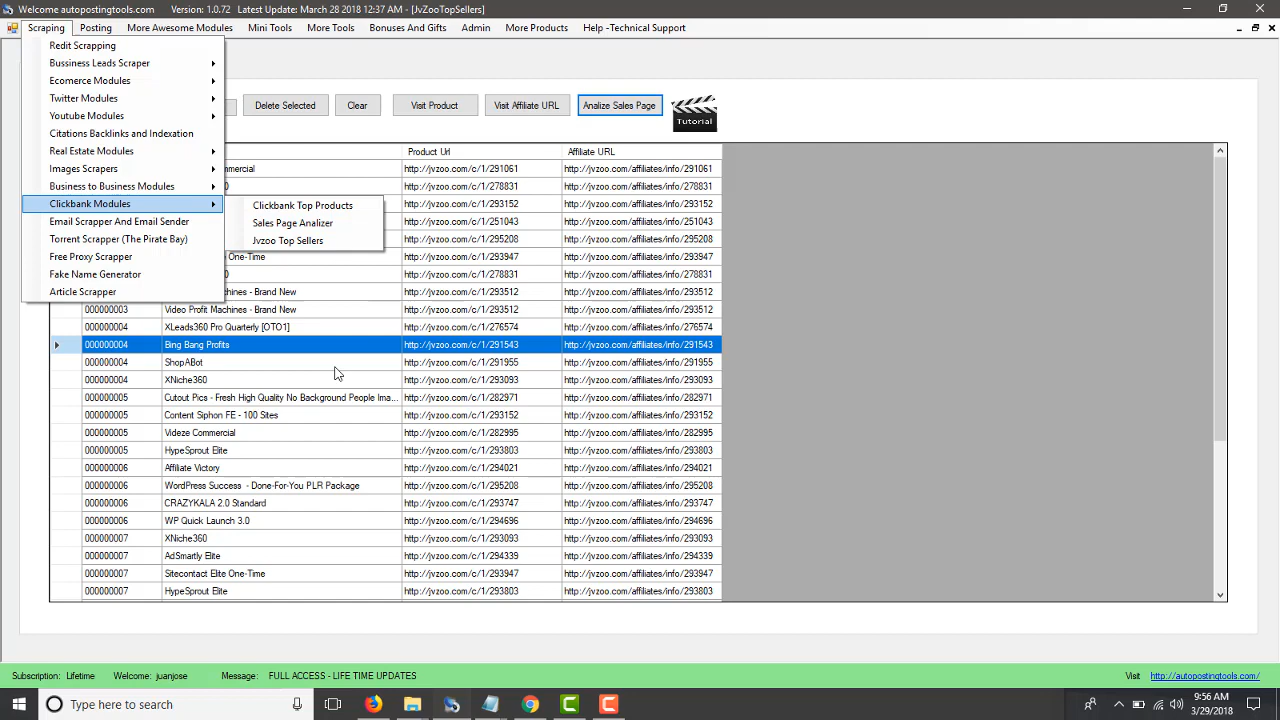 Welcome autopostingtools.com Version: 1.0.72 Latest Update: March 28 2018 12:37 AM - [JvZooTopSellers]
Scraping Posting More Awesome Modules Mini Tools More Tools Bonuses And Gifts Admin More Products Help -Technical Support
Redit Scrapping
Bussiness Leads Scraper
Ecomerce Modules
Twitter Modules
Youtube Modules
Citations Backlinks and Indexation
Real Estate Modules
Images Scrapers
Business to Business Modules
Clickbank Modules
Email Scrapper And Email Sender
Torrent Scrapper (The Pirate Bay)
Free Proxy Scrapper
Fake Name Generator
Article Scrapper
Clickbank Top Products
Sales Page Analizer
Jvzoo Top Sellers
Delete Selected Clear Visit Product Visit Affiliate URL Analize Sales Page Tutorial
Product Url Affiliate URL
http://jvzoo.com/c/1/291061 http://jvzoo.com/affiliates/info/291061
http://jvzoo.com/c/1/278831 http://jvzoo.com/affiliates/info/278831
http://jvzoo.com/c/1/293152 http://jvzoo.com/affiliates/info/293152
http://jvzoo.com/c/1/251043 http://jvzoo.com/affiliates/info/251043
http://jvzoo.com/c/1/295208 http://jvzoo.com/affiliates/info/295208
One-Time http://jvzoo.com/c/1/293947 http://jvzoo.com/affiliates/info/293947
http://jvzoo.com/c/1/278831 http://jvzoo.com/affiliates/info/278831
- Brand New http://jvzoo.com/c/1/293512 http://jvzoo.com/affiliates/info/293512
000000003 Video Profit Machines - Brand New http://jvzoo.com/c/1/293512 http://jvzoo.com/affiliates/info/293512
000000004 XLeads360 Pro Quarterly [OTO1] http://jvzoo.com/c/1/276574 http://jvzoo.com/affiliates/info/276574
000000004 Bing Bang Profits http://jvzoo.com/c/1/291543 http://jvzoo.com/affiliates/info/291543
000000004 ShopABot http://jvzoo.com/c/1/291955 http://jvzoo.com/affiliates/info/291955
000000004 XNiche360 http://jvzoo.com/c/1/293093 http://jvzoo.com/affiliates/info/293093
000000005 Cutout Pics - Fresh High Quality No Background People Ima... http://jvzoo.com/c/1/282971 http://jvzoo.com/affiliates/info/282971
000000005 Content Siphon FE - 100 Sites http://jvzoo.com/c/1/293152 http://jvzoo.com/affiliates/info/293152
000000005 Videze Commercial http://jvzoo.com/c/1/282995 http://jvzoo.com/affiliates/info/282995
000000005 HypeSprout Elite http://jvzoo.com/c/1/293803 http://jvzoo.com/affiliates/info/293803
000000006 Affiliate Victory http://jvzoo.com/c/1/294021 http://jvzoo.com/affiliates/info/294021
000000006 WordPress Success - Done-For-You PLR Package http://jvzoo.com/c/1/295208 http://jvzoo.com/affiliates/info/295208
000000006 CRAZYKALA 2.0 Standard http://jvzoo.com/c/1/293747 http://jvzoo.com/affiliates/info/293747
000000006 WP Quick Launch 3.0 http://jvzoo.com/c/1/294696 http://jvzoo.com/affiliates/info/294696
000000007 XNiche360 http://jvzoo.com/c/1/293093 http://jvzoo.com/affiliates/info/293093
000000007 AdSmartly Elite http://jvzoo.com/c/1/294339 http://jvzoo.com/affiliates/info/294339
000000007 Sitecontact Elite One-Time http://jvzoo.com/c/1/293947 http://jvzoo.com/affiliates/info/293947
000000007 HypeSprout Elite http://jvzoo.com/c/1/293803 http://jvzoo.com/affiliates/info/293803
Subscription: Lifetime Welcome: juanjose Message: FULL ACCESS - LIFE TIME UPDATES Visit http://autopostingtools.com/
Type here to search
9:56 AM
3/29/2018